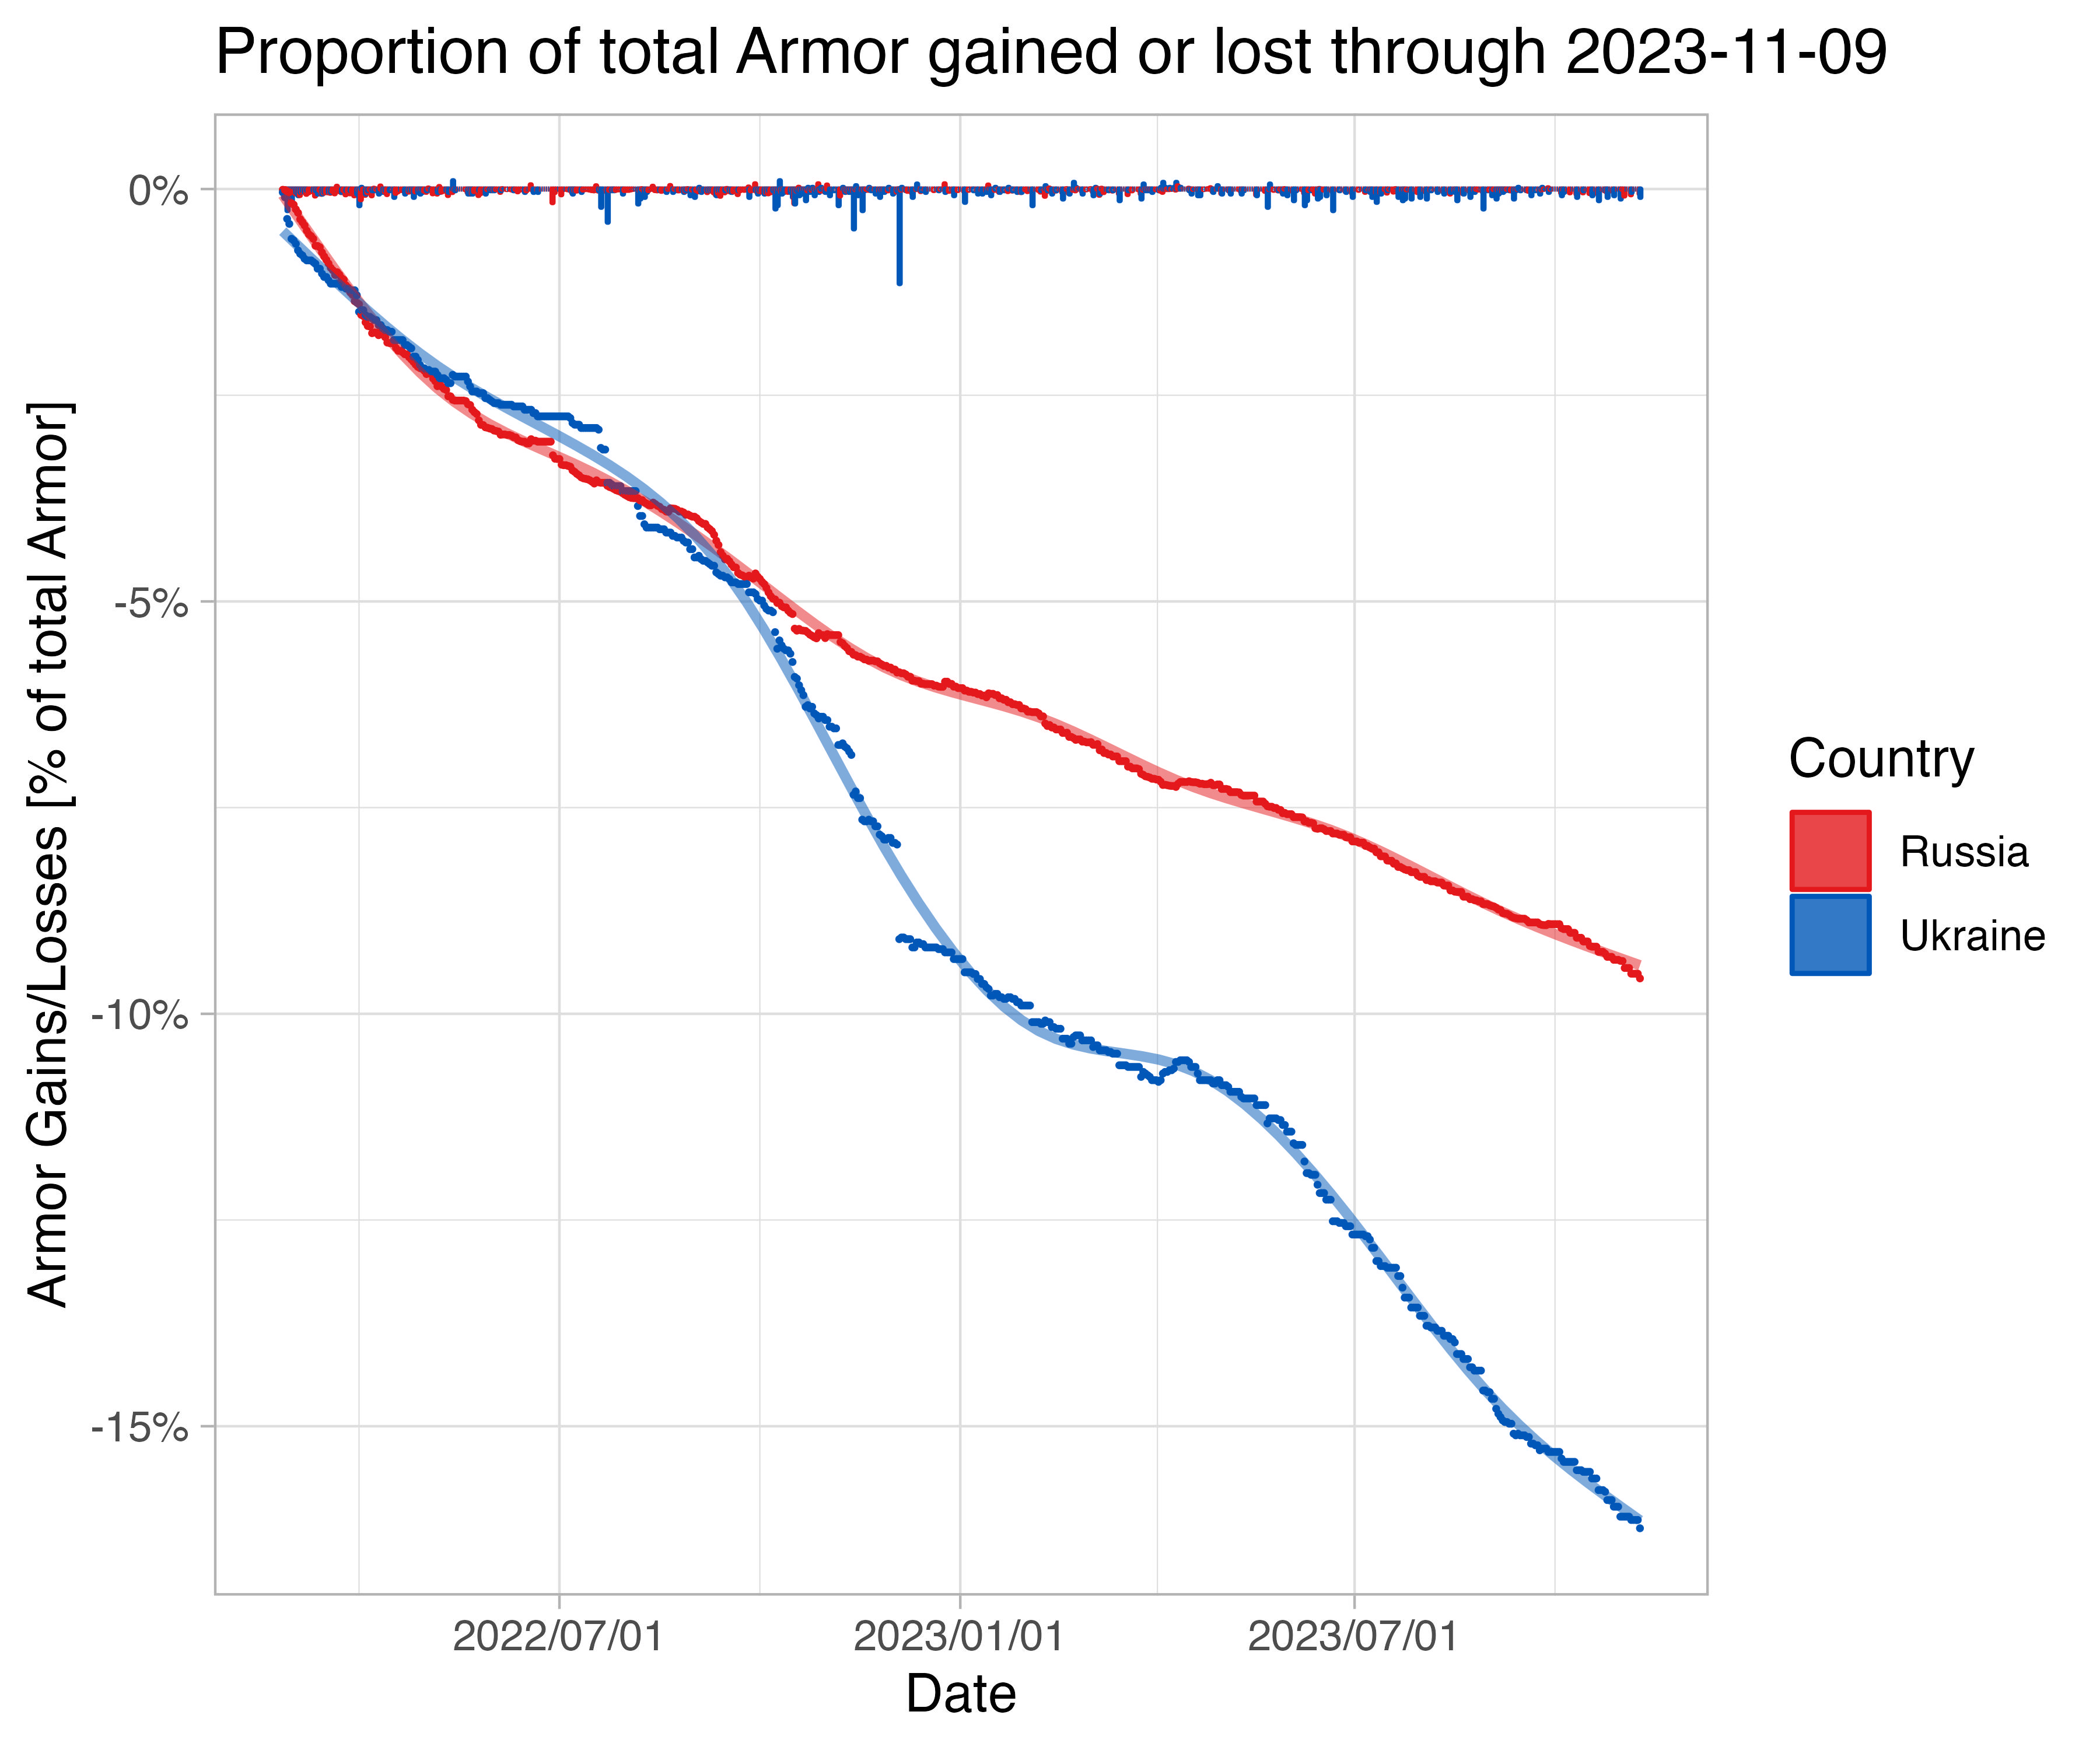 Proportion of total Armor gained or lost through 2023-11-09
Armor Gains/Losses [% of total Armor]
0%
-5%
-10%
-15%
2022/07/01
2023/01/01
2023/07/01
Date
Country
Russia
Ukraine